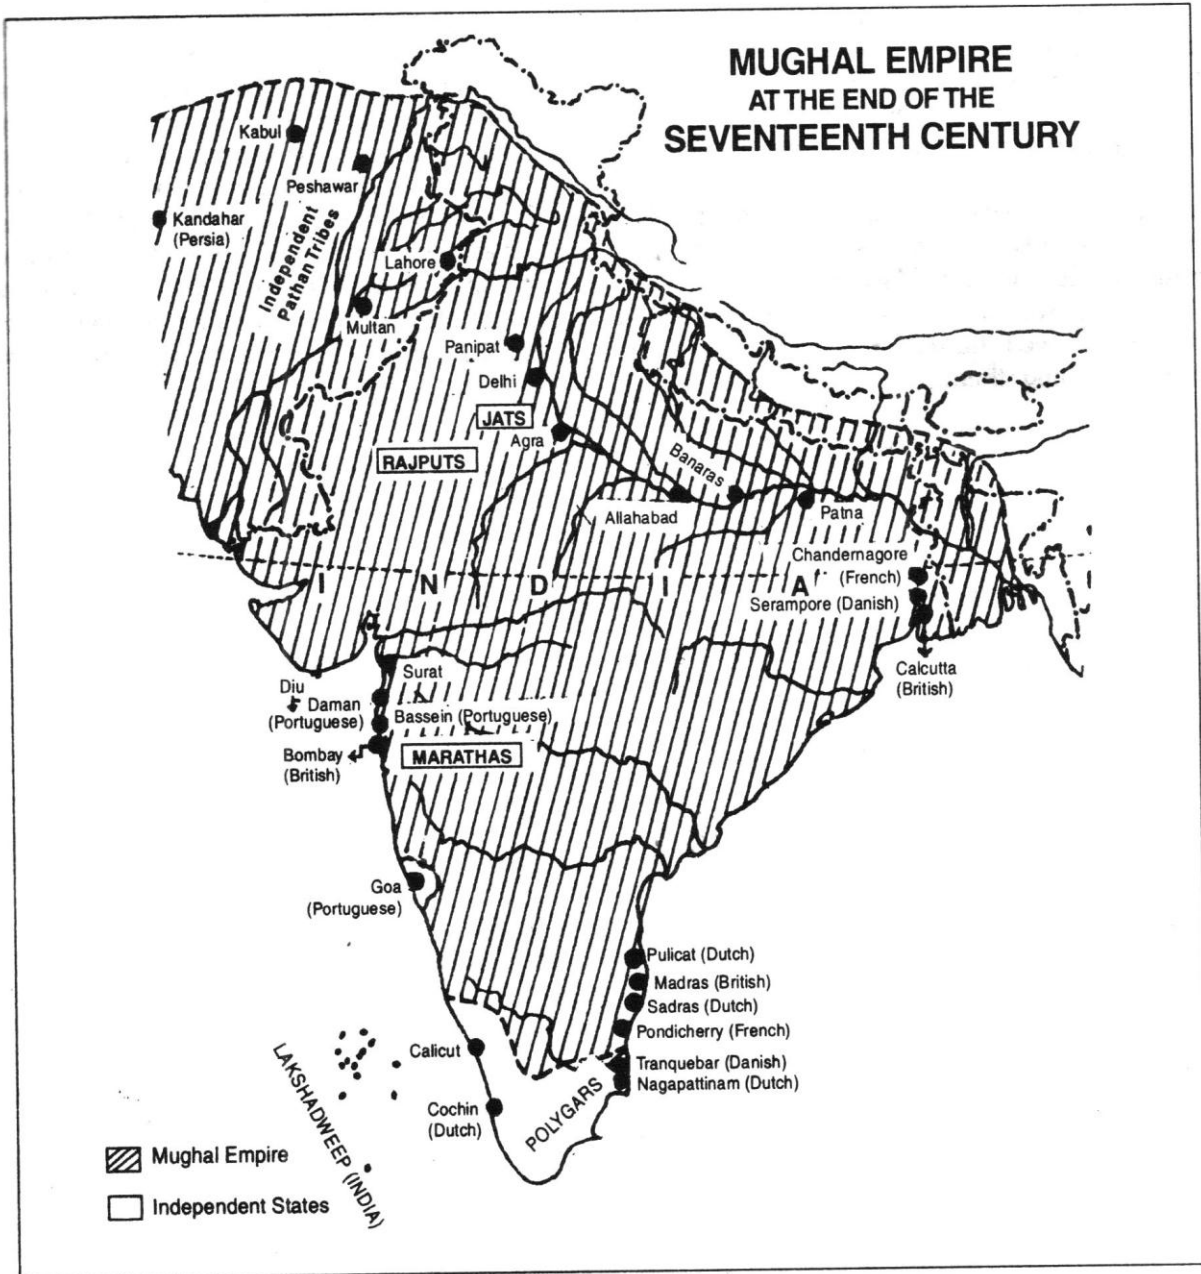 MUGHAL EMPIRE
AT THE END OF THE
SEVENTEENTH CENTURY
Kabul
Peshawar
Kandahar
(Persia)
Independent
Pathan Tribes
Lahore
Multan
Panipat
Delhi
JATS
Agra
RAJPUTS
Banaras
Allahabad
Patna
Chandernagore
(French)
I N D I A
Serampore (Danish)
Calcutta
(British)
Surat
Diu
Daman
(Portuguese)
Bassein (Portuguese)
Bombay
(British)
MARATHAS
Goa
(Portuguese)
Pulicat (Dutch)
Madras (British)
Sadras (Dutch)
Pondicherry (French)
Calicut
Tranquebar (Danish)
Nagapattinam (Dutch)
Cochin
(Dutch)
POLYGARS
LAKSHADWEEP (INDIA)
Mughal Empire
Independent States